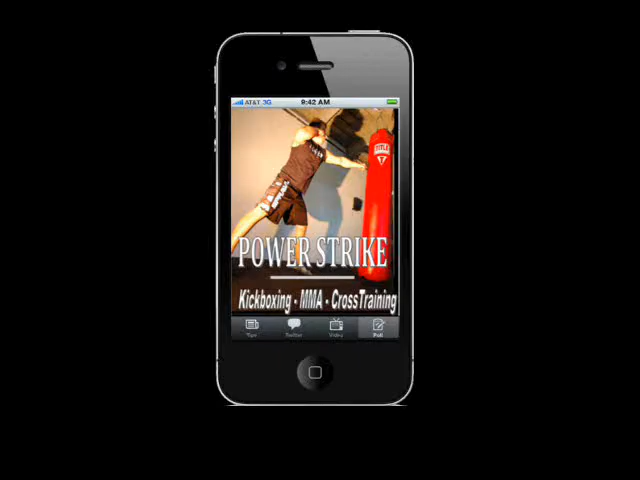 AT&T 3G 9:42 AM
TITLE
POWER STRIKE
Kickboxing - MMA - CrossTraining
Tips Twitter Video Poll